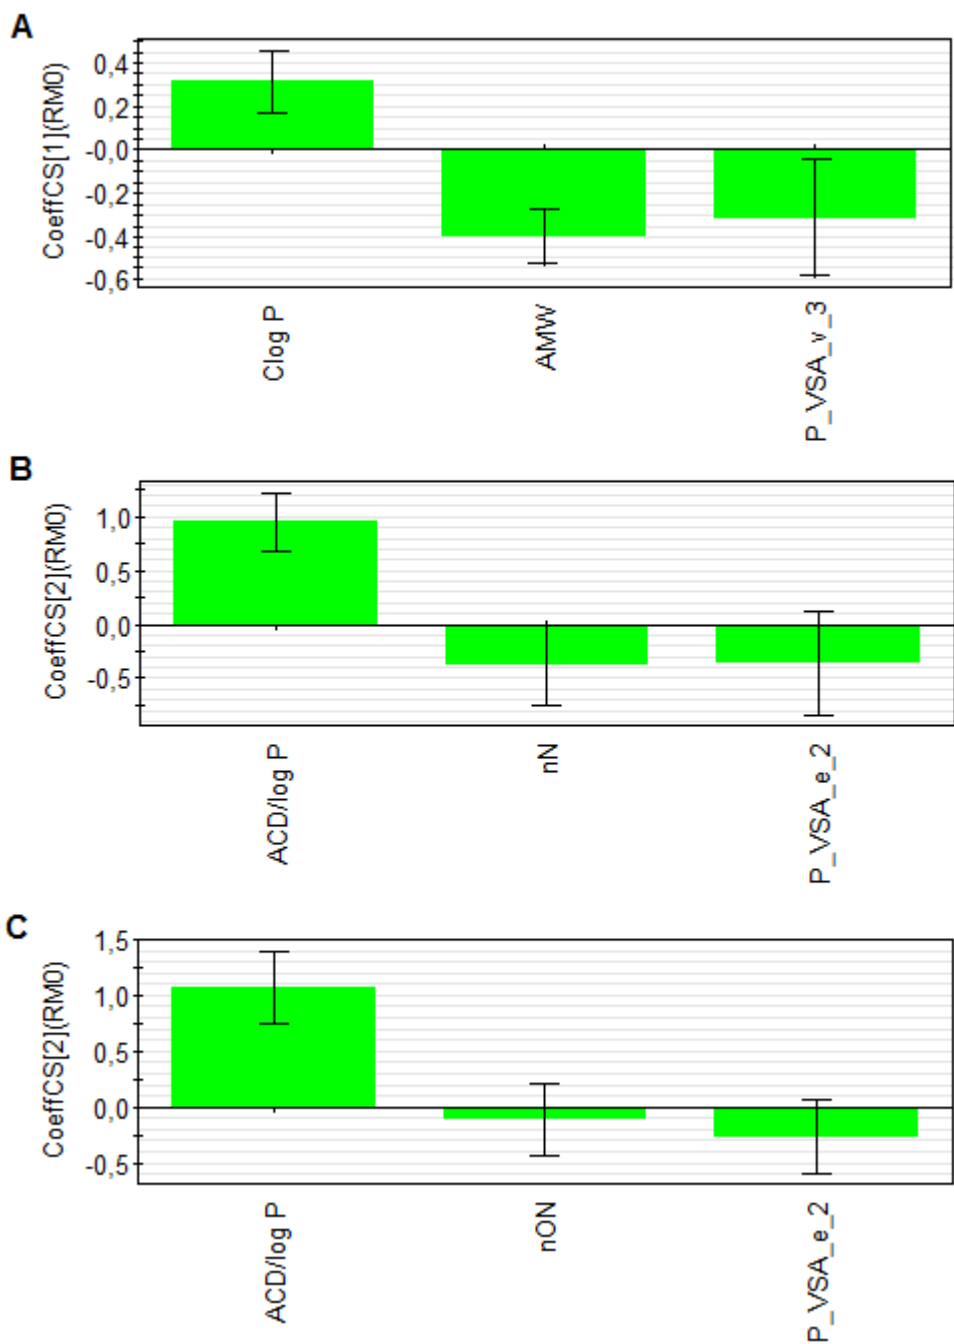 A
CoeffCS[1](RM0)
0,4
0,2
-0,0
-0,2
-0,4
-0,6
Clog P
AMW
P_VSA_v_3
B
CoeffCS[2](RM0)
1,0
0,5
0,0
-0,5
ACD/log P
nN
P_VSA_e_2
C
CoeffCS[2](RM0)
1,5
1,0
0,5
0,0
-0,5
ACD/log P
nON
P_VSA_e_2